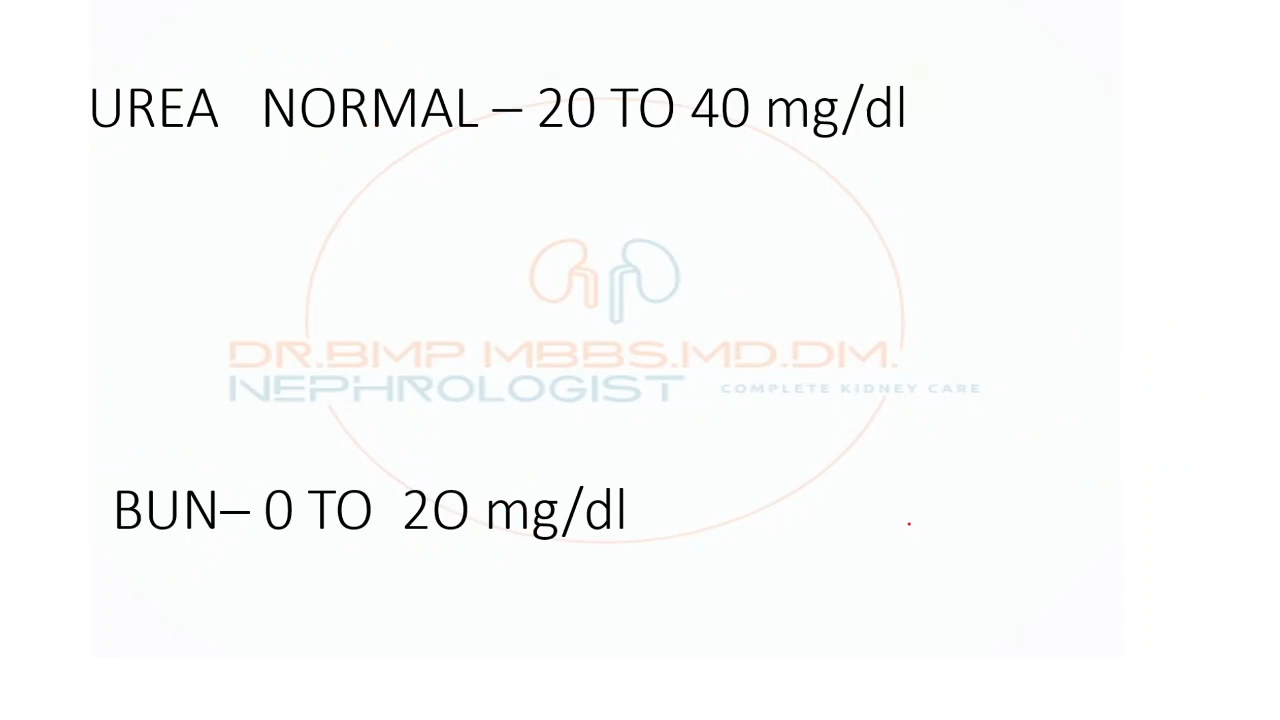 UREA NORMAL – 20 TO 40 mg/dl
DR.BMP MBBS.MD.DM.
NEPHROLOGIST COMPLETE KIDNEY CARE
BUN– 0 TO 2O mg/dl